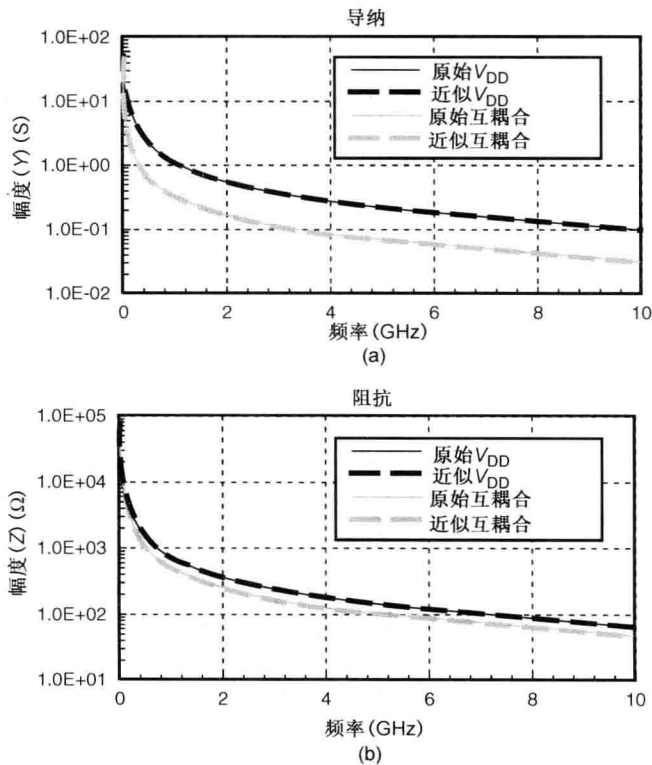 导纳
1.0E+02
1.0E+01
1.0E+00
1.0E-01
1.0E-02
幅度(Y)(S)
原始VDD
近似VDD
原始互耦合
近似互耦合
0 2 4 6 8 10
频率(GHz)
(a)
阻抗
1.0E+05
1.0E+04
1.0E+03
1.0E+02
1.0E+01
幅度(Z)(Ω)
原始VDD
近似VDD
原始互耦合
近似互耦合
0 2 4 6 8 10
频率(GHz)
(b)